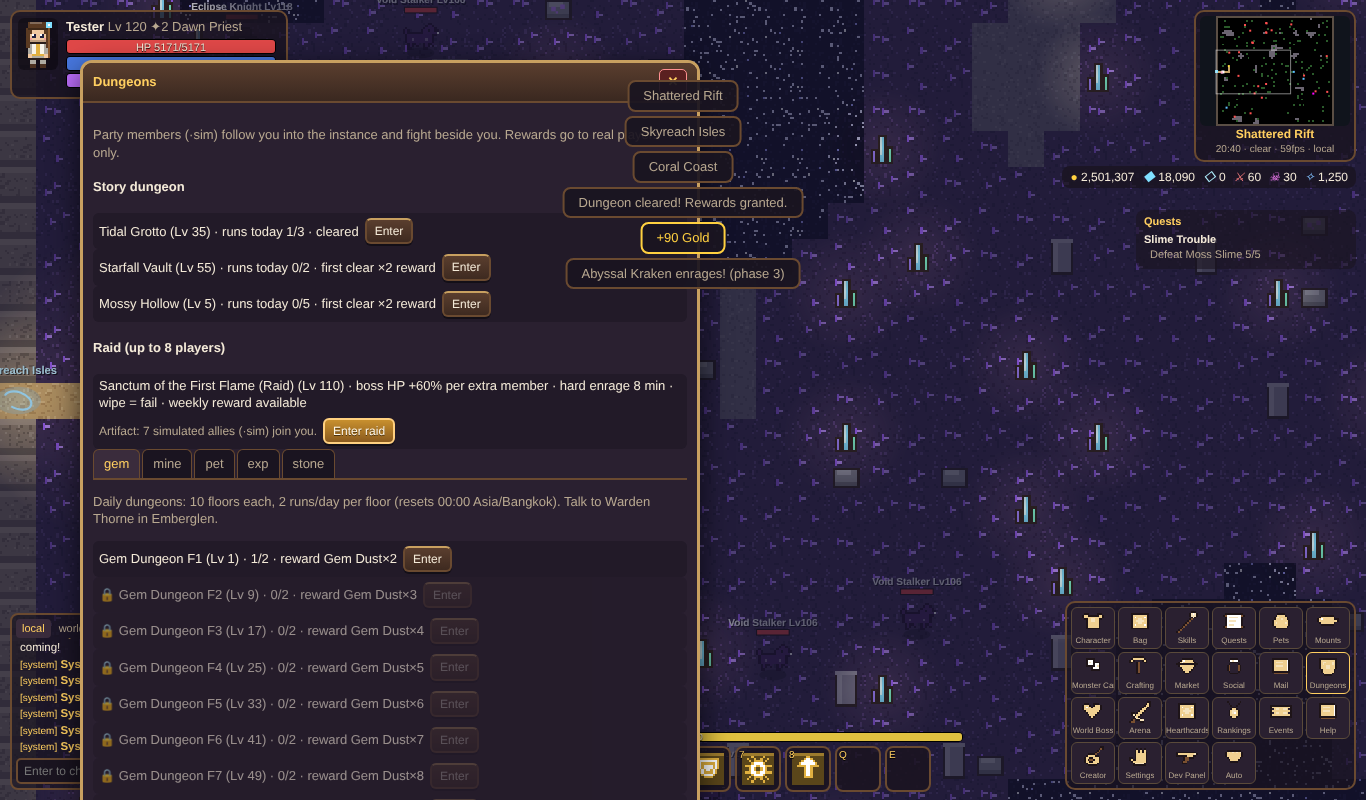 Eclipse Knight Lv118
Void Stalker Lv106
Tester Lv 120 ✦2 Dawn Priest
HP 5171/5171
Dungeons
Party members (·sim) follow you into the instance and fight beside you. Rewards go to real
only.
Story dungeon
Tidal Grotto (Lv 35) · runs today 1/3 · cleared Enter
Starfall Vault (Lv 55) · runs today 0/2 · first clear ×2 reward Enter
Mossy Hollow (Lv 5) · runs today 0/5 · first clear ×2 reward Enter
Raid (up to 8 players)
Sanctum of the First Flame (Raid) (Lv 110) · boss HP +60% per extra member · hard enrage 8 min ·
wipe = fail · weekly reward available
Artifact: 7 simulated allies (·sim) join you. Enter raid
gem mine pet exp stone
Daily dungeons: 10 floors each, 2 runs/day per floor (resets 00:00 Asia/Bangkok). Talk to Warden
Thorne in Emberglen.
Gem Dungeon F1 (Lv 1) · 1/2 · reward Gem Dust×2 Enter
🔒 Gem Dungeon F2 (Lv 9) · 0/2 · reward Gem Dust×3 Enter
🔒 Gem Dungeon F3 (Lv 17) · 0/2 · reward Gem Dust×4 Enter
🔒 Gem Dungeon F4 (Lv 25) · 0/2 · reward Gem Dust×5 Enter
🔒 Gem Dungeon F5 (Lv 33) · 0/2 · reward Gem Dust×6 Enter
🔒 Gem Dungeon F6 (Lv 41) · 0/2 · reward Gem Dust×7 Enter
🔒 Gem Dungeon F7 (Lv 49) · 0/2 · reward Gem Dust×8 Enter
Shattered Rift
Skyreach Isles
Coral Coast
Dungeon cleared! Rewards granted.
+90 Gold
Abyssal Kraken enrages! (phase 3)
Shattered Rift
20:40 · clear · 59fps · local
2,501,307 18,090 0 60 30 1,250
Quests
Slime Trouble
Defeat Moss Slime 5/5
reach Isles
Void Stalker Lv106
Void Stalker Lv106
local
coming!
[system] Sys
[system] Sys
[system] Sys
[system] Sys
[system] Sys
[system] Sys
Enter to ch
7 8 Q E
Character Bag Skills Quests Pets Mounts
Monster Ca Crafting Market Social Mail Dungeons
World Boss Arena Hearthcards Rankings Events Help
Creator Settings Dev Panel Auto